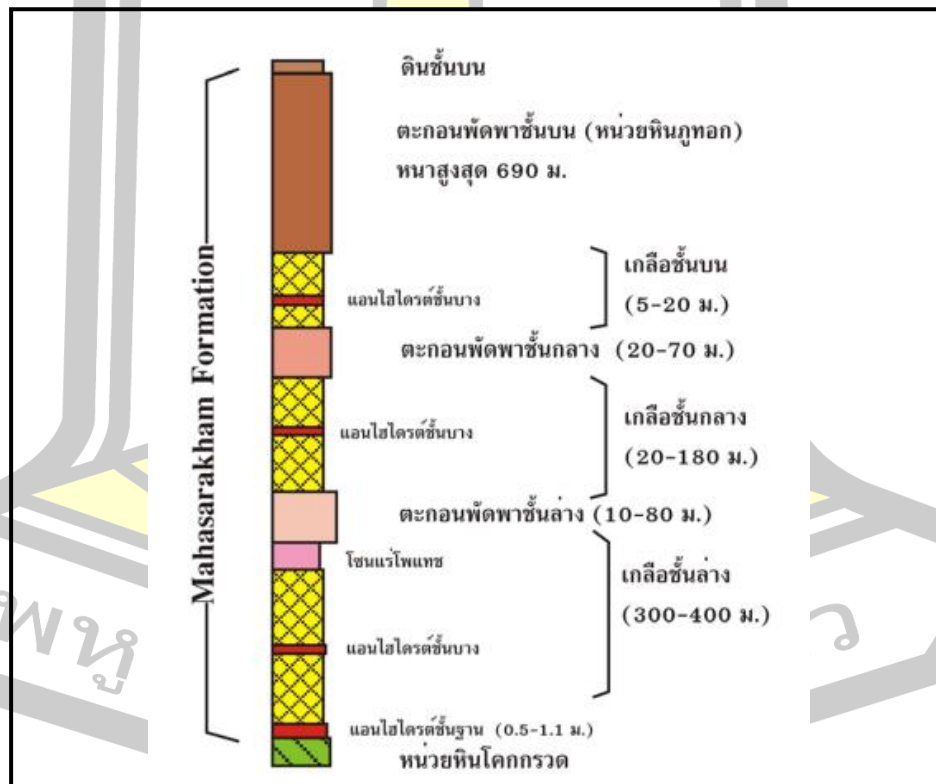 ดินชั้นบน
ตะกอนพัดพาชั้นบน (หน่วยหินภูทอก)
หนาสูงสุด 690 ม.
เกลือชั้นบน
(5-20 ม.)
แอนไฮไดรต์ชั้นบาง
ตะกอนพัดพาชั้นกลาง (20-70 ม.)
Mahasarakham Formation
เกลือชั้นกลาง
(20-180 ม.)
แอนไฮไดรต์ชั้นบาง
ตะกอนพัดพาชั้นล่าง (10-80 ม.)
โซนแร่โพแทช
เกลือชั้นล่าง
(300-400 ม.)
แอนไฮไดรต์ชั้นบาง
แอนไฮไดรต์ชั้นฐาน (0.5-1.1 ม.)
หน่วยหินโคกกรวด
พหู
ว